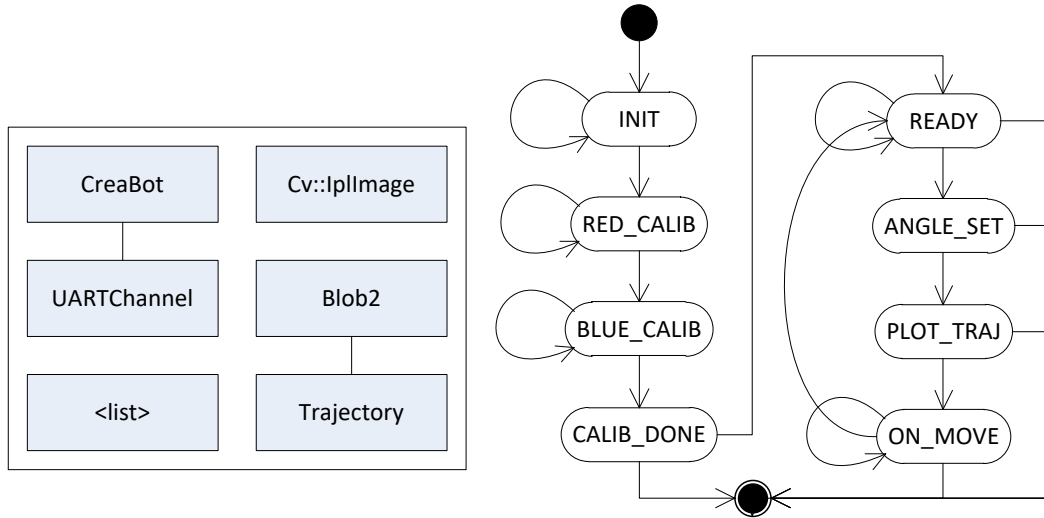 CreaBot
Cv::IplImage
UARTChannel
Blob2
<list>
Trajectory
INIT
RED_CALIB
BLUE_CALIB
CALIB_DONE
READY
ANGLE_SET
PLOT_TRAJ
ON_MOVE